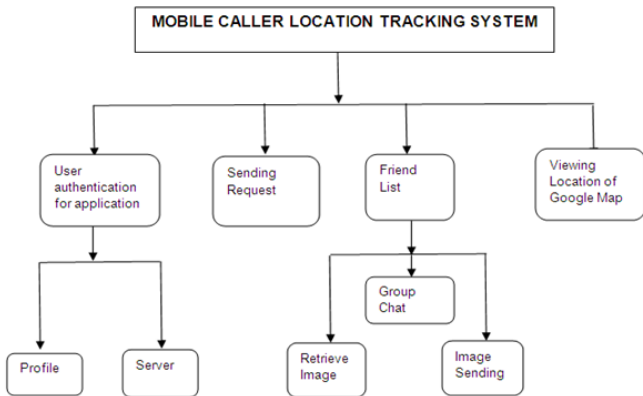 MOBILE CALLER LOCATION TRACKING SYSTEM
User
authentication
for application
Sending
Request
Friend
List
Viewing
Location of
Google Map
Group
Chat
Profile
Server
Retrieve
Image
Image
Sending